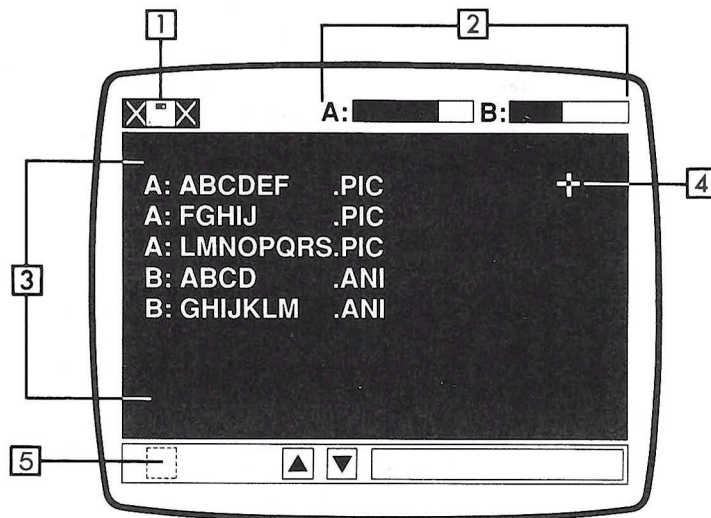 1 2
A: B:
A: ABCDEF .PIC
4
A: FGHIJ .PIC
A: LMNOPQRS.PIC
3
B: ABCD .ANI
B: GHIJKLM .ANI
5